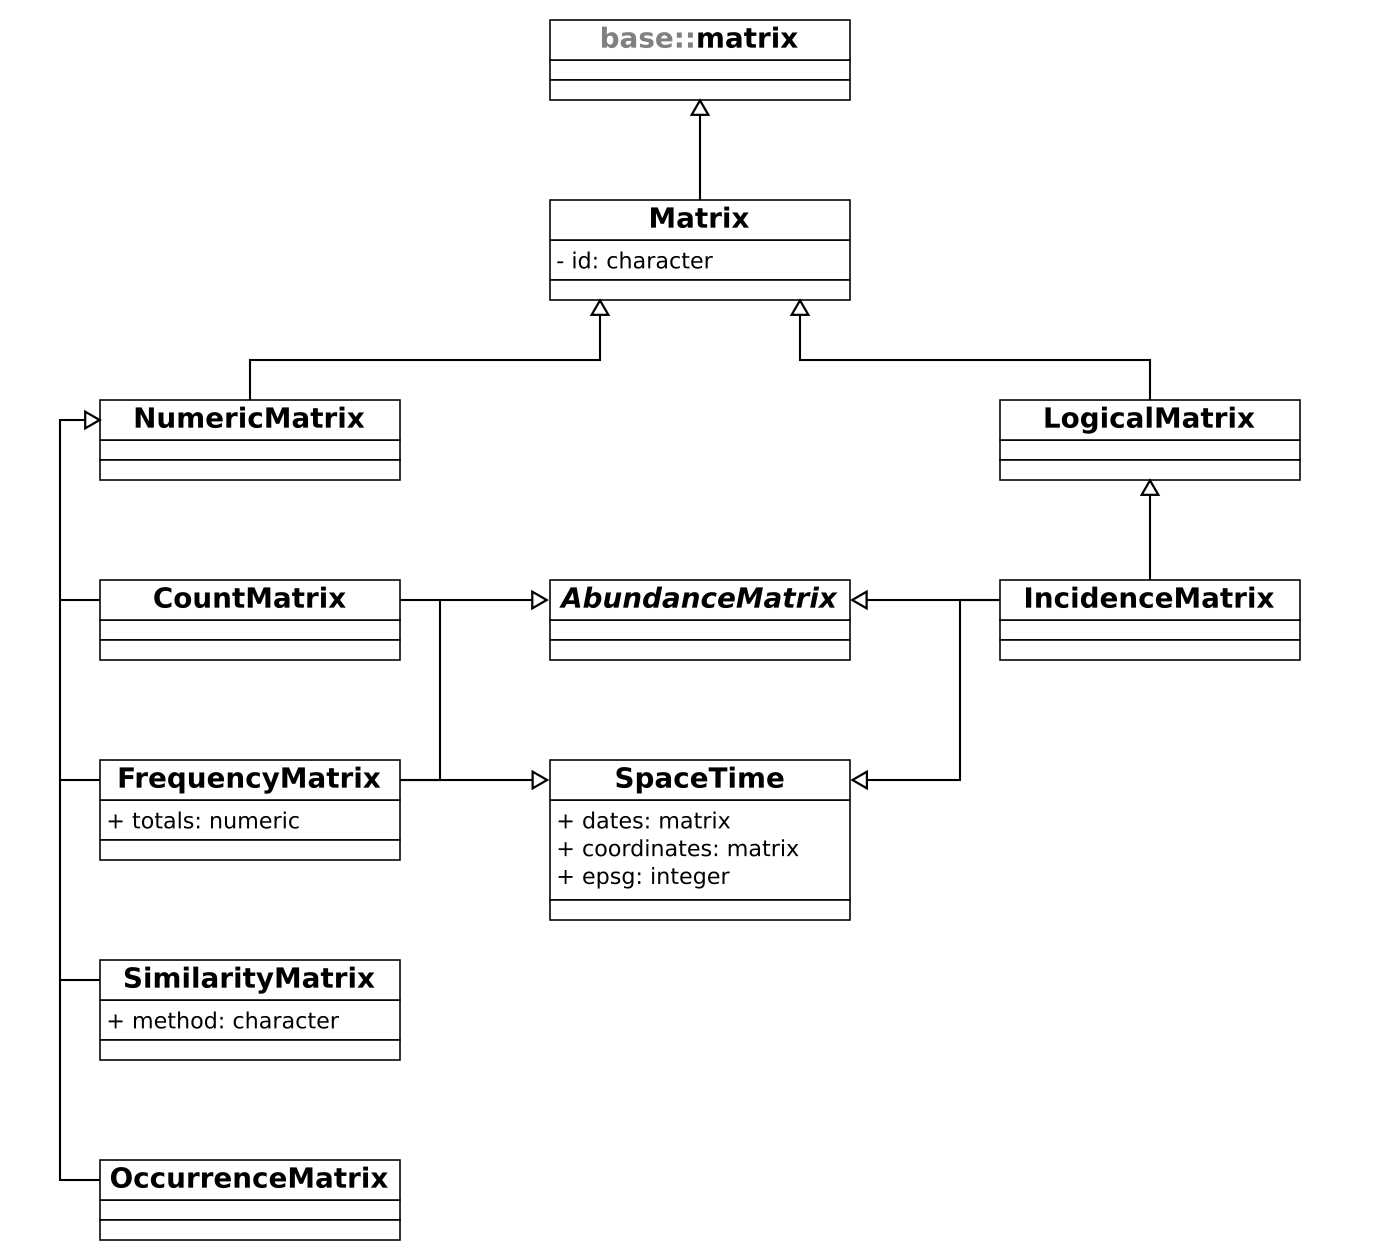 base::matrix
Matrix
- id: character
NumericMatrix
LogicalMatrix
CountMatrix
AbundanceMatrix
IncidenceMatrix
FrequencyMatrix
+ totals: numeric
SpaceTime
+ dates: matrix
+ coordinates: matrix
+ epsg: integer
SimilarityMatrix
+ method: character
OccurrenceMatrix